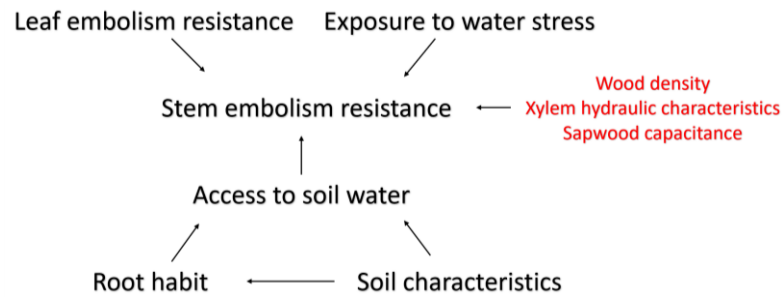 Leaf embolism resistance Exposure to water stress
Wood density
Stem embolism resistance Xylem hydraulic characteristics
Sapwood capacitance
Access to soil water
Root habit Soil characteristics